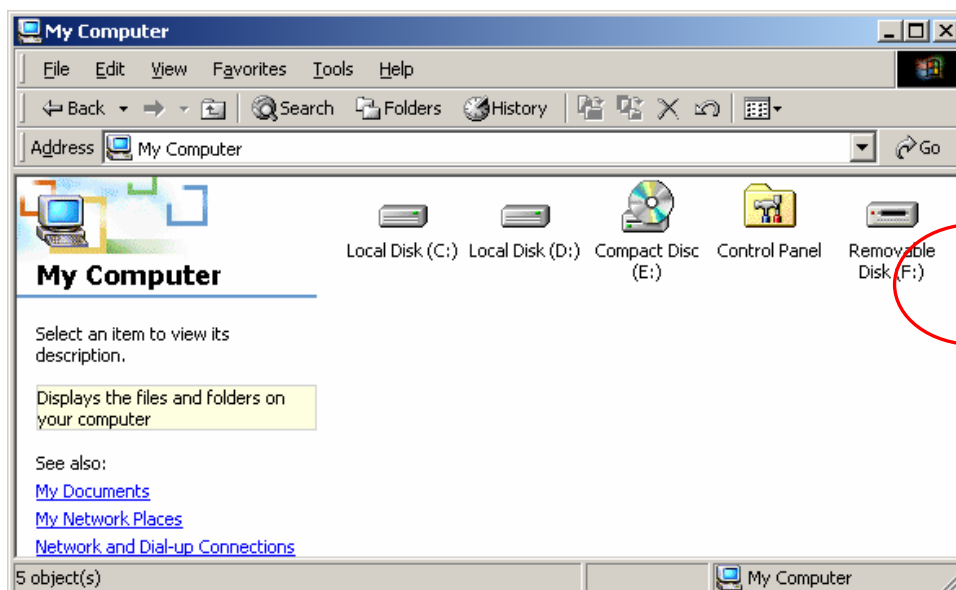 My Computer
File Edit View Favorites Tools Help
Back Search Folders History
Address My Computer Go
Local Disk (C:) Local Disk (D:) Compact Disc (E:) Control Panel Removable Disk (F:)
My Computer
Select an item to view its
description.
Displays the files and folders on
your computer
See also:
My Documents
My Network Places
Network and Dial-up Connections
5 object(s) My Computer